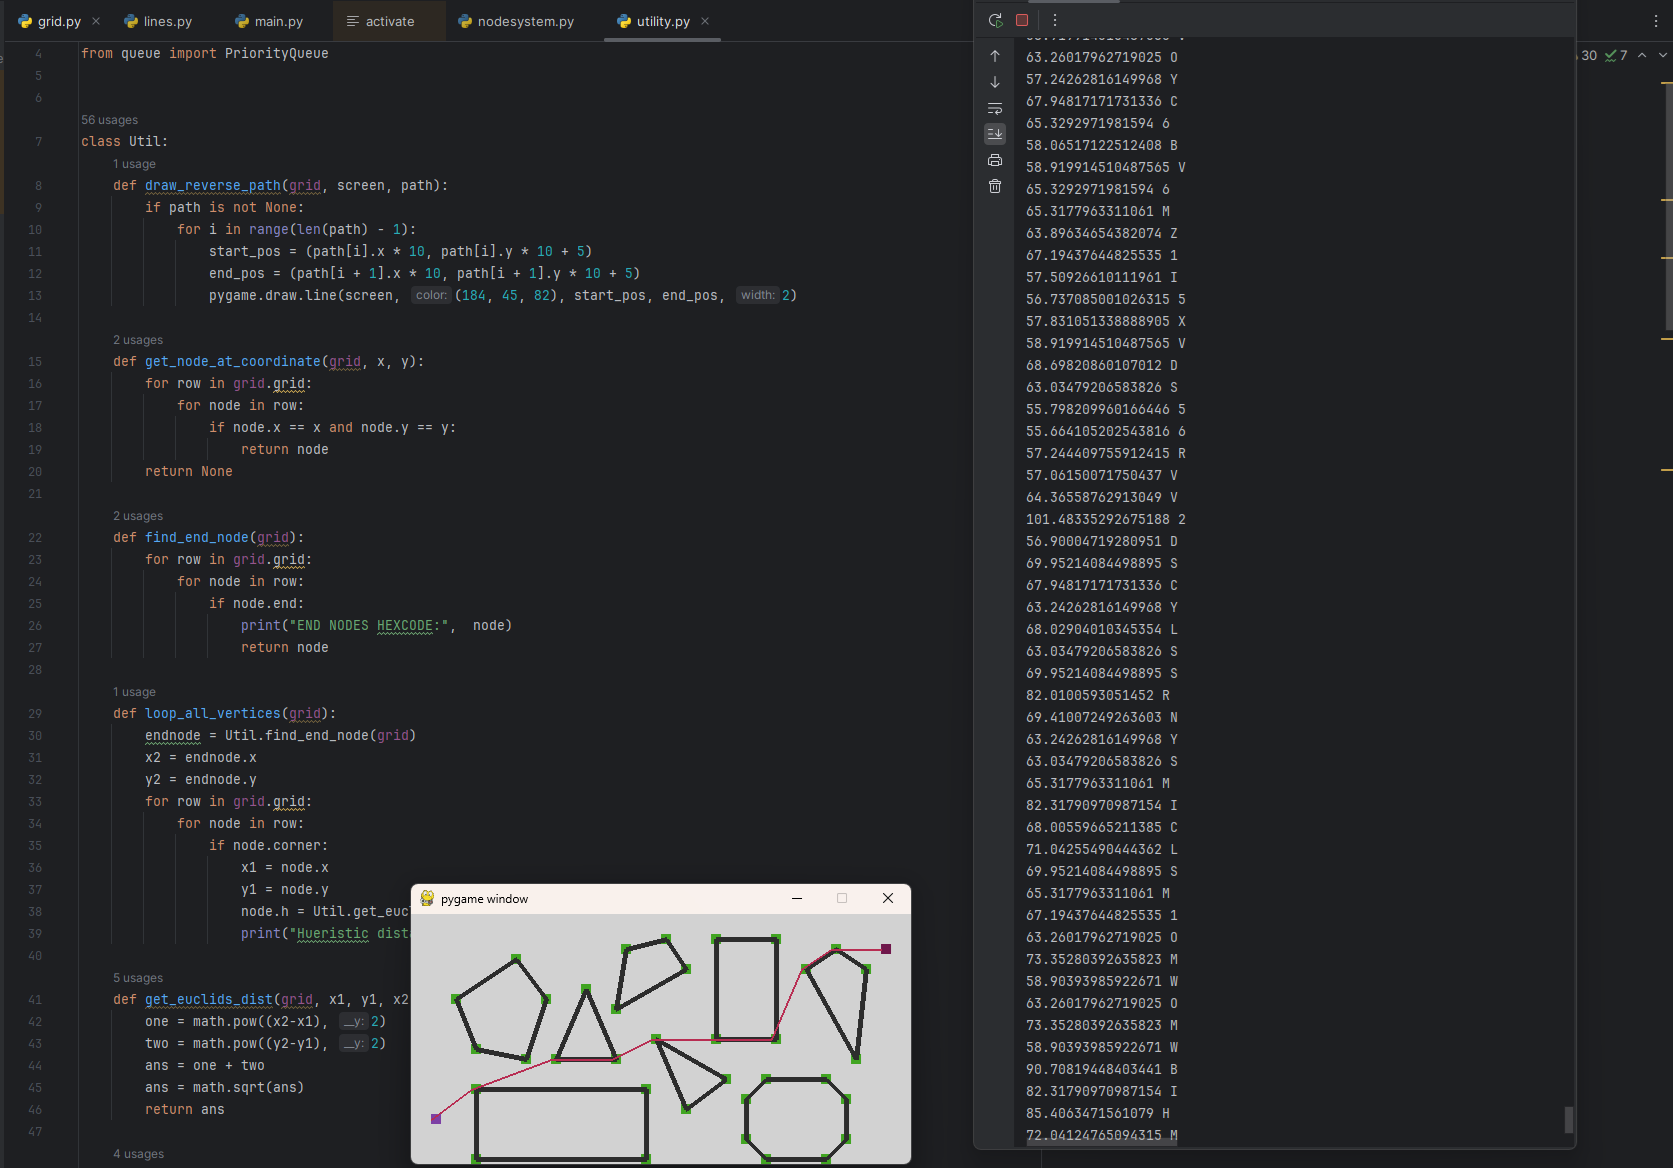 grid.py
lines.py
main.py
activate
nodesystem.py
utility.py
4 from queue import PriorityQueue
5
6
56 usages
7 class Util:
1 usage
8 def draw_reverse_path(grid, screen, path):
9 if path is not None:
10 for i in range(len(path) - 1):
11 start_pos = (path[i].x * 10, path[i].y * 10 + 5)
12 end_pos = (path[i + 1].x * 10, path[i + 1].y * 10 + 5)
13 pygame.draw.line(screen, color: (184, 45, 82), start_pos, end_pos, width: 2)
14
2 usages
15 def get_node_at_coordinate(grid, x, y):
16 for row in grid.grid:
17 for node in row:
18 if node.x == x and node.y == y:
19 return node
20 return None
21
2 usages
22 def find_end_node(grid):
23 for row in grid.grid:
24 for node in row:
25 if node.end:
26 print("END NODES HEXCODE:", node)
27 return node
28
1 usage
29 def loop_all_vertices(grid):
30 endnode = Util.find_end_node(grid)
31 x2 = endnode.x
32 y2 = endnode.y
33 for row in grid.grid:
34 for node in row:
35 if node.corner:
36 x1 = node.x
37 y1 = node.y
38 node.h = Util.get_euc
39 print("Hueristic dist
40
5 usages
41 def get_euclids_dist(grid, x1, y1, x2
42 one = math.pow((x2-x1), __y: 2)
43 two = math.pow((y2-y1), __y: 2)
44 ans = one + two
45 ans = math.sqrt(ans)
46 return ans
47
4 usages
pygame window
63.26017962719025 O
57.24262816149968 Y
67.94817171731336 C
65.3292971981594 6
58.06517122512408 B
58.919914510487565 V
65.3292971981594 6
65.3177963311061 M
63.89634654382074 Z
67.19437644825535 1
57.50926610111961 I
56.737085001026315 5
57.831051338888905 X
58.919914510487565 V
68.69820860107012 D
63.03479206583826 S
55.798209960166446 5
55.664105202543816 6
57.244409755912415 R
57.06150071750437 V
64.36558762913049 V
101.48335292675188 2
56.90004719280951 D
69.95214084498895 S
67.94817171731336 C
63.24262816149968 Y
68.02904010345354 L
63.03479206583826 S
69.95214084498895 S
82.0100593051452 R
69.41007249263603 N
63.24262816149968 Y
63.03479206583826 S
65.3177963311061 M
82.31790970987154 I
68.00559665211385 C
71.04255490444362 L
69.95214084498895 S
65.3177963311061 M
67.19437644825535 1
63.26017962719025 O
73.35280392635823 M
58.90393985922671 W
63.26017962719025 O
73.35280392635823 M
58.90393985922671 W
90.70819448403441 B
82.31790970987154 I
85.4063471561079 H
72.04124765094315 M
30
7